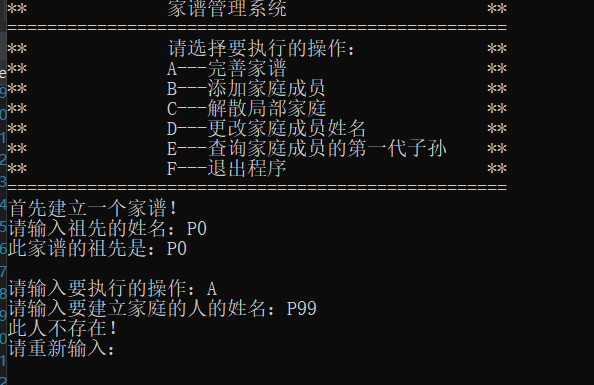 ** 家谱管理系统 **
==================================================
** 请选择要执行的操作: **
** A---完善家谱 **
** B---添加家庭成员 **
** C---解散局部家庭 **
** D---更改家庭成员姓名 **
** E---查询家庭成员的第一代子孙 **
** F---退出程序 **
==================================================
首先建立一个家谱!
请输入祖先的姓名: P0
此家谱的祖先是: P0
请输入要执行的操作: A
请输入要建立家庭的人的姓名: P99
此人不存在!
请重新输入: